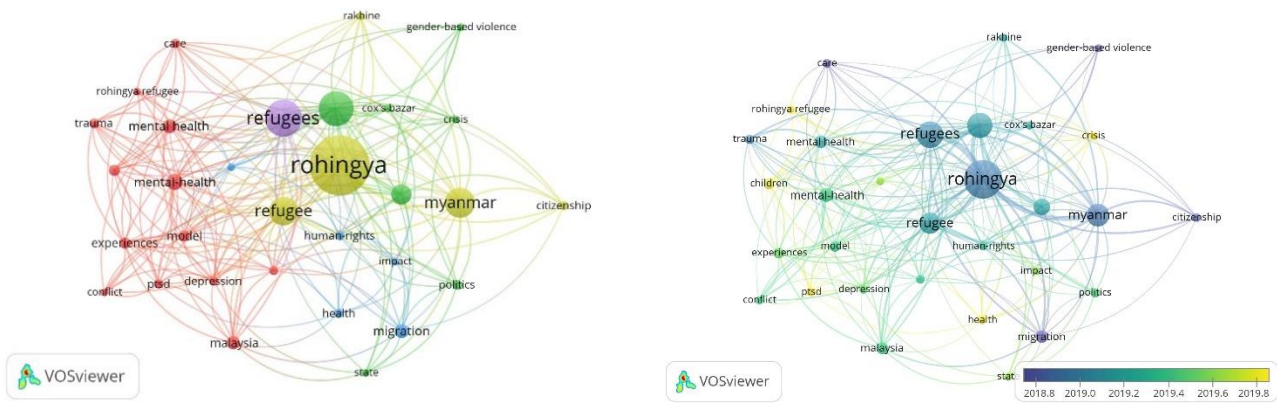 rakhine
gender-based violence
care
cox's bazar
rohingya refugee
refugees
crisis
trauma
mental health
rohingya
mental-health
myanmar
refugee
citizenship
human-rights
model
experiences
impact
ptsd
depression
politics
conflict
health
migration
malaysia
state
VOSviewer
rakhine
gender-based violence
care
rohingya refugee
cox's bazar
refugees
crisis
trauma
mental health
rohingya
children
mental-health
myanmar
citizenship
refugee
human-rights
model
experiences
impact
ptsd
depression
politics
conflict
health
migration
malaysia
state
VOSviewer
2018.8 2019.0 2019.2 2019.4 2019.6 2019.8